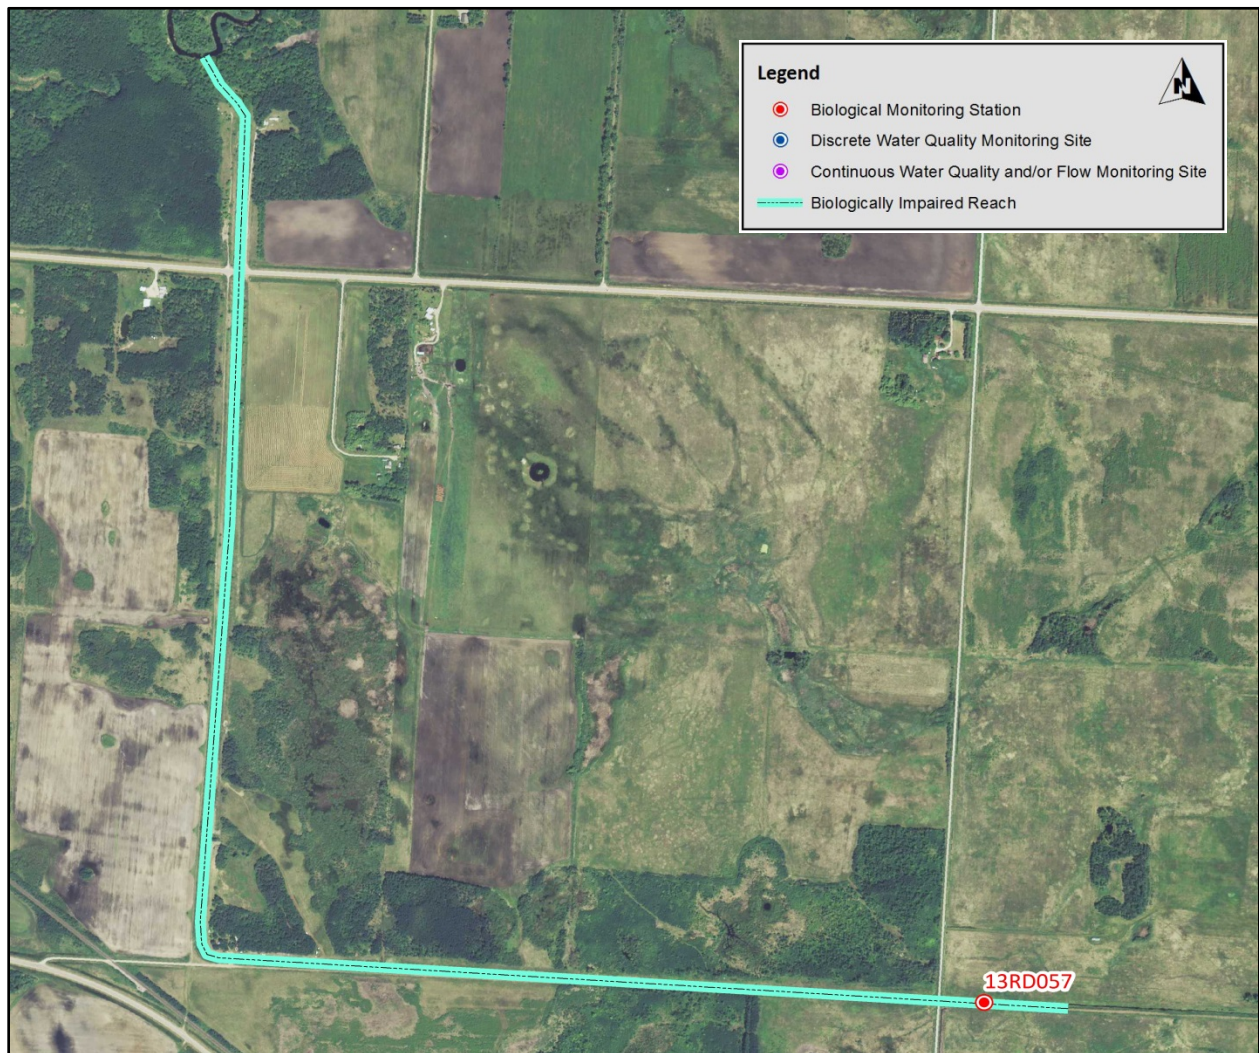 Legend
N
Biological Monitoring Station
Discrete Water Quality Monitoring Site
Continuous Water Quality and/or Flow Monitoring Site
Biologically Impaired Reach
13RD057